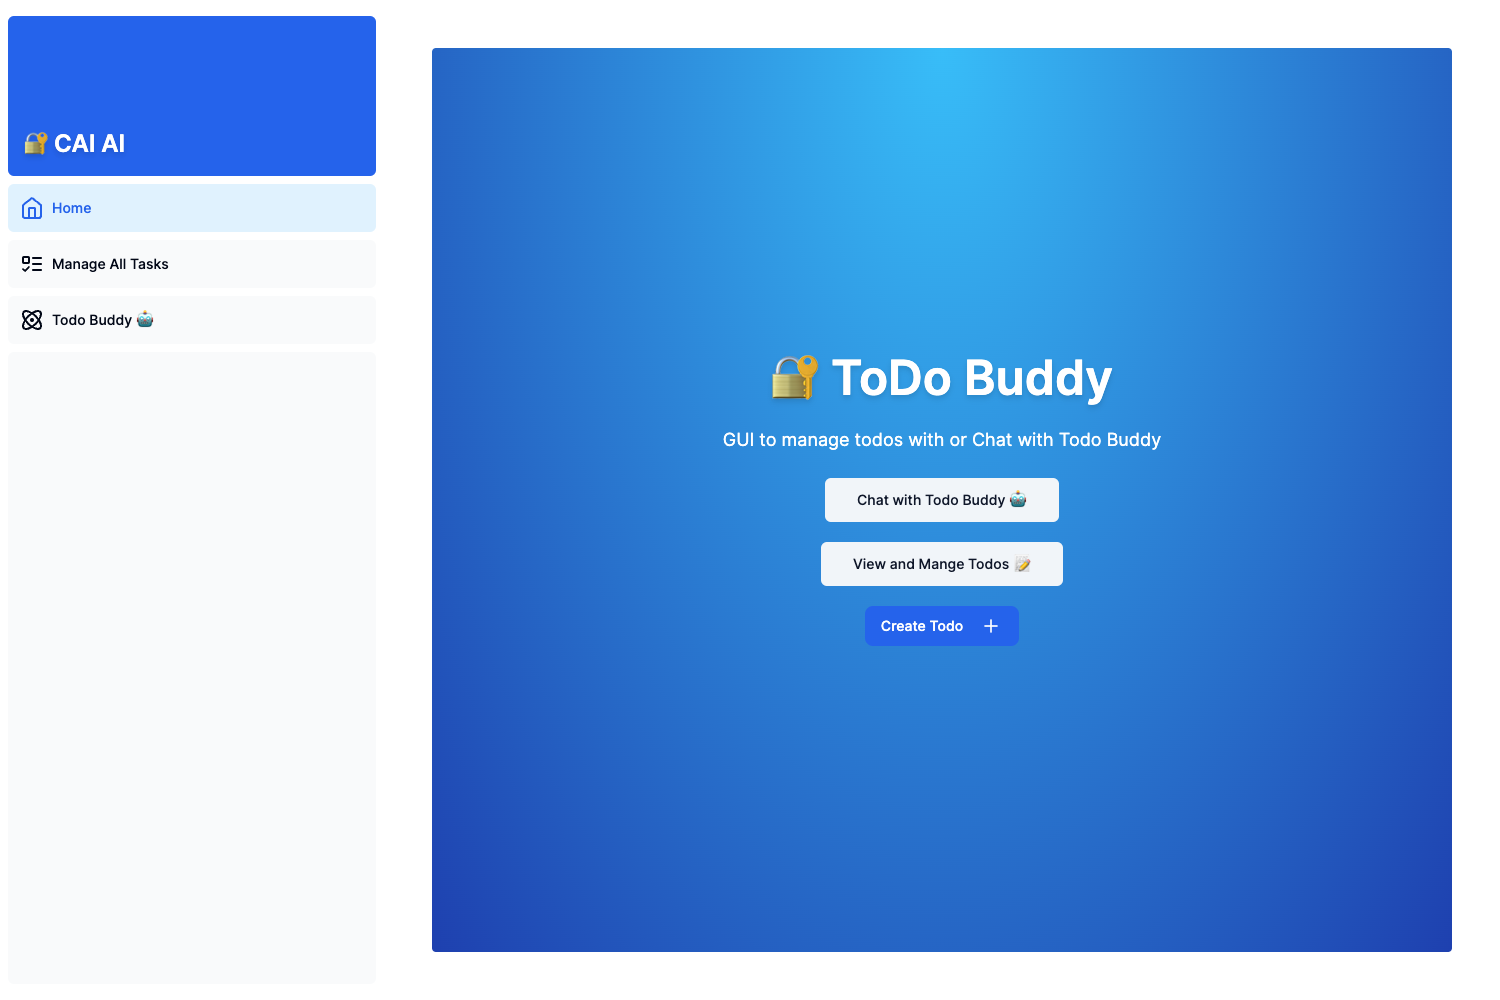 🔐 CAI AI
Home
Manage All Tasks
Todo Buddy 🤖
🔐 ToDo Buddy
GUI to manage todos with or Chat with Todo Buddy
Chat with Todo Buddy 🤖
View and Mange Todos 📝
Create Todo +